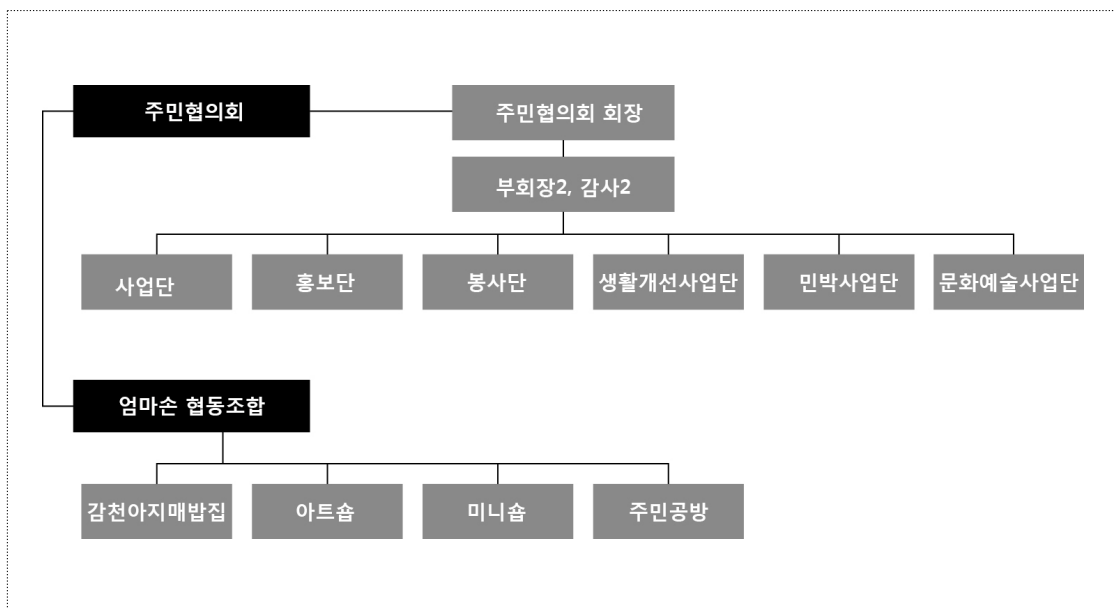 주민협의회
주민협의회 회장
부회장2, 감사2
사업단
홍보단
봉사단
생활개선사업단
민박사업단
문화예술사업단
엄마손 협동조합
감천아지매밥집
아트숍
미니숍
주민공방